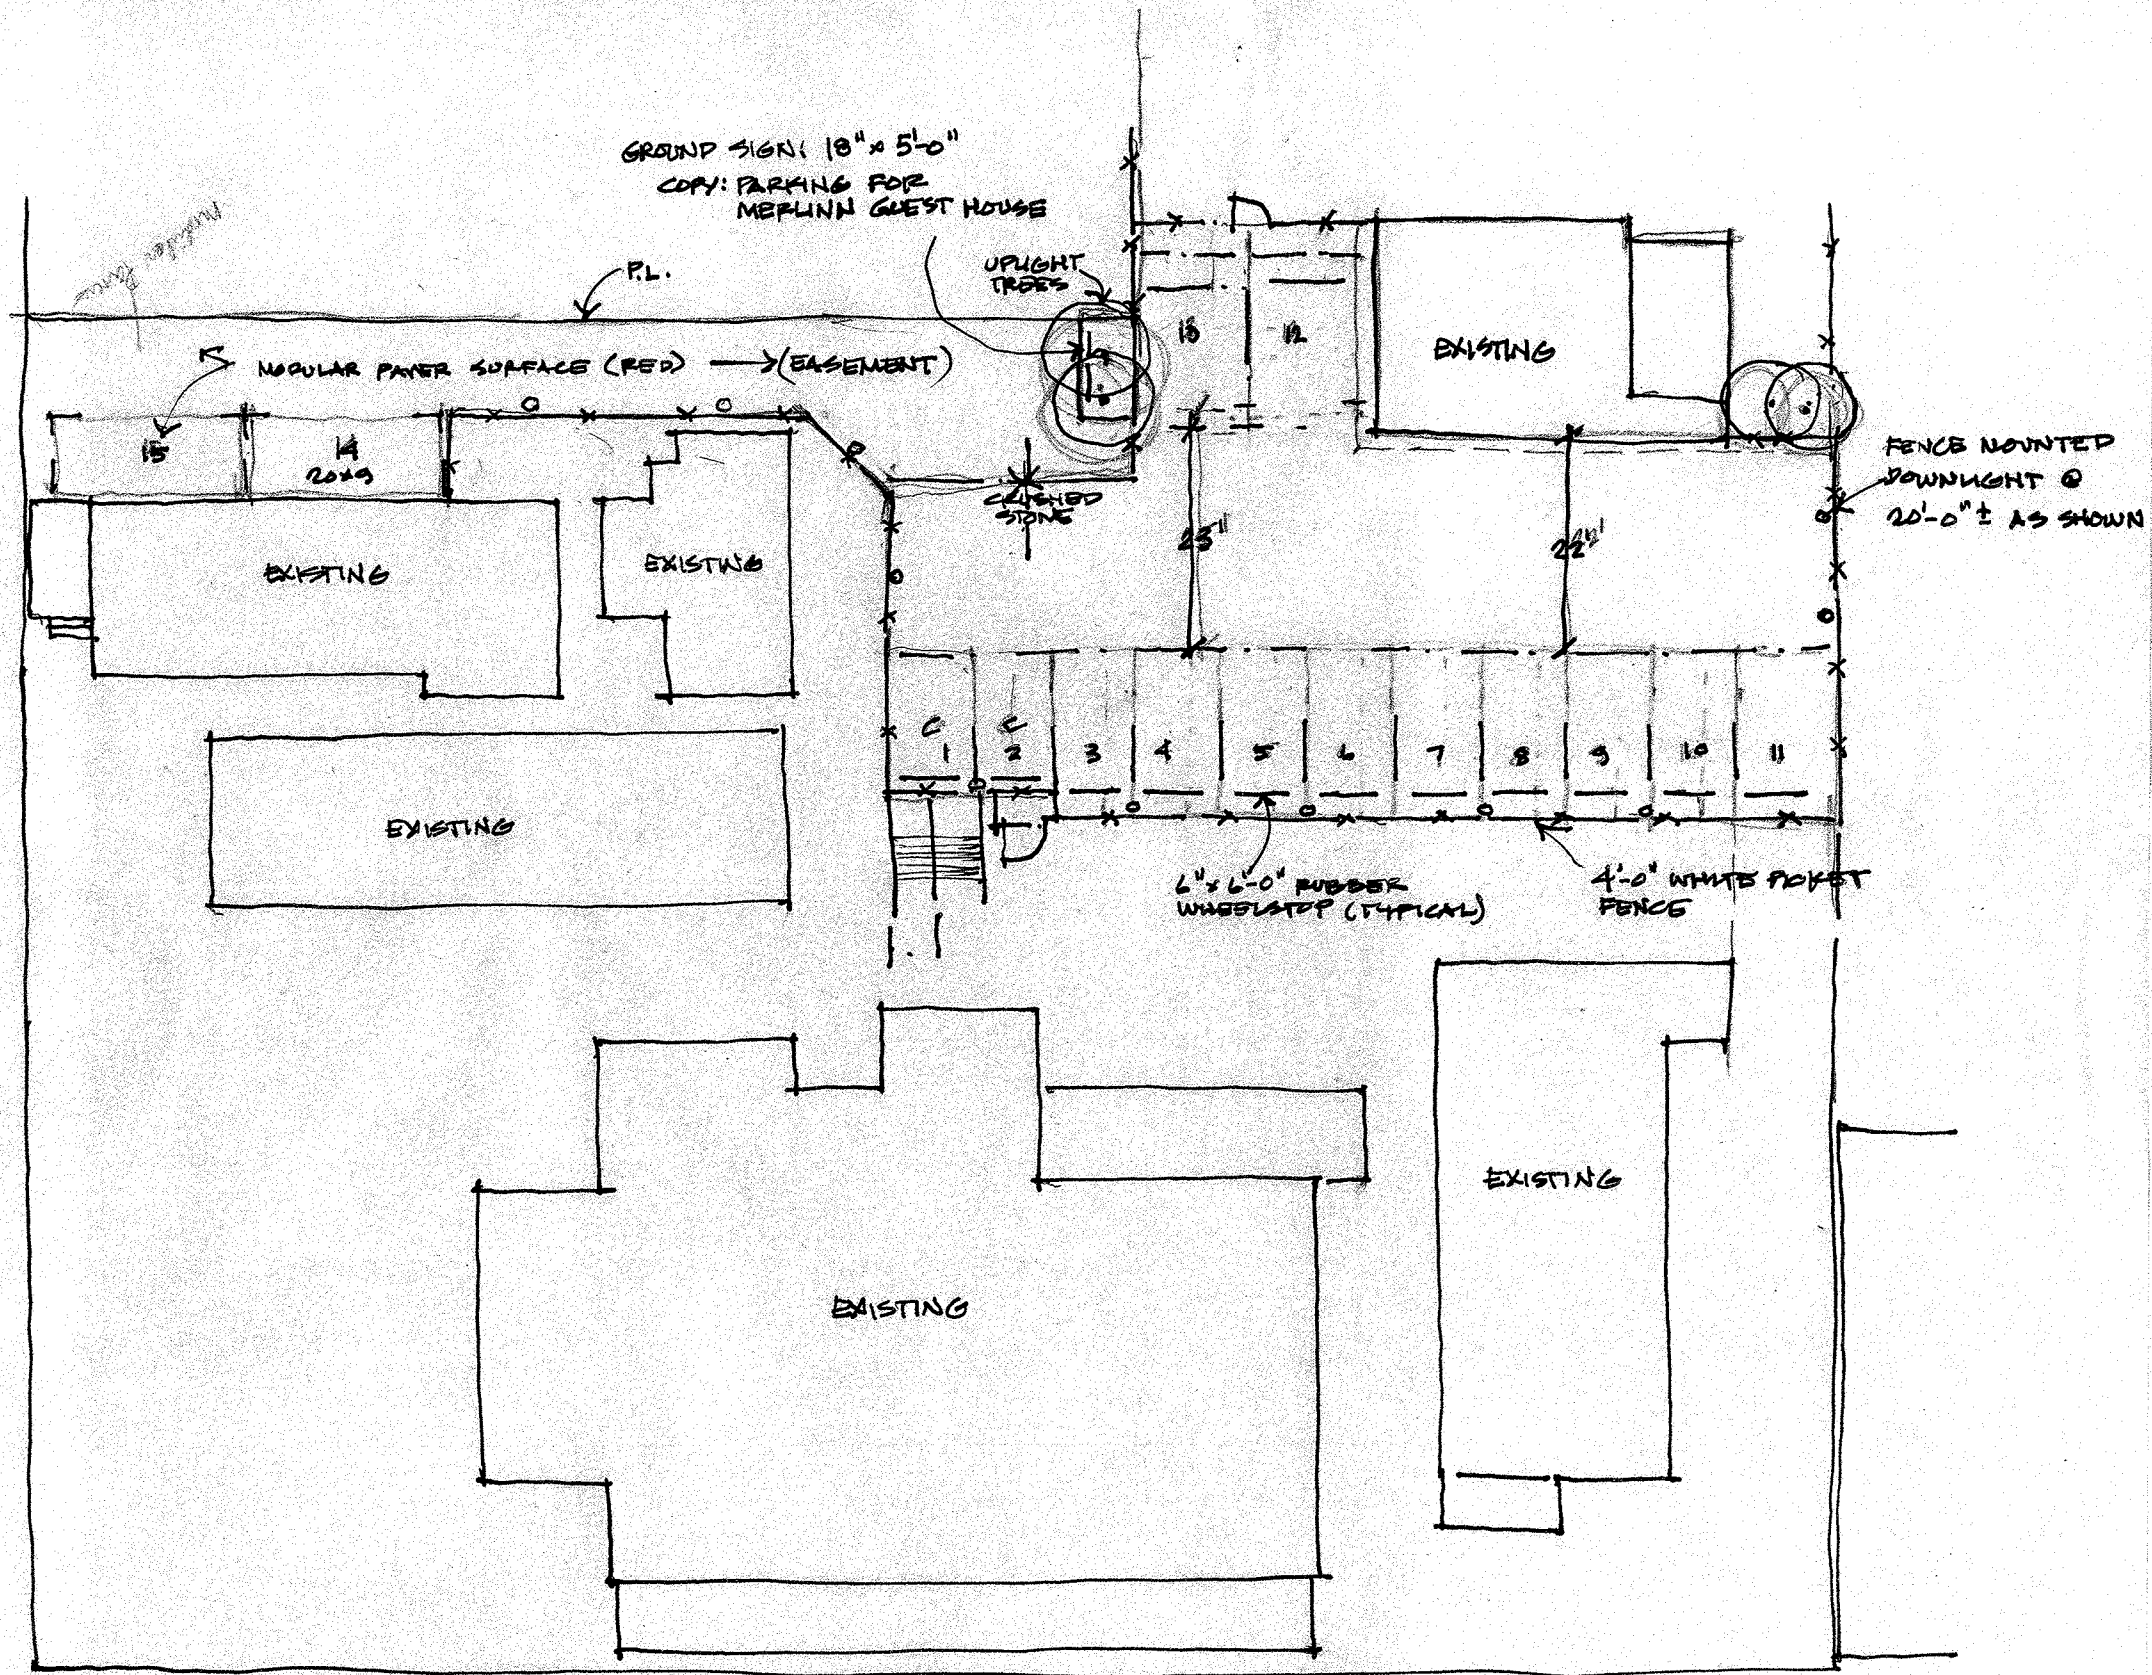 GROUND SIGN: 18" x 5'-0"
COPY: PARKING FOR
MERLINN GUEST HOUSE
P.L.
UPLIGHT
TREES
MODULAR PAVER SURFACE (RED) → (EASEMENT)
13
12
EXISTING
15
14
20x9
FENCE MOUNTED
DOWNLIGHT @
20'-0" ± AS SHOWN
CRUSHED
STONE
23'
22½'
EXISTING
EXISTING
C
C
1
2
3
4
5
6
7
8
9
10
11
EXISTING
6" x 6'-0" RUBBER
WHEELSTOP (TYPICAL)
4'-0" WHITE PICKET
FENCE
EXISTING
EXISTING